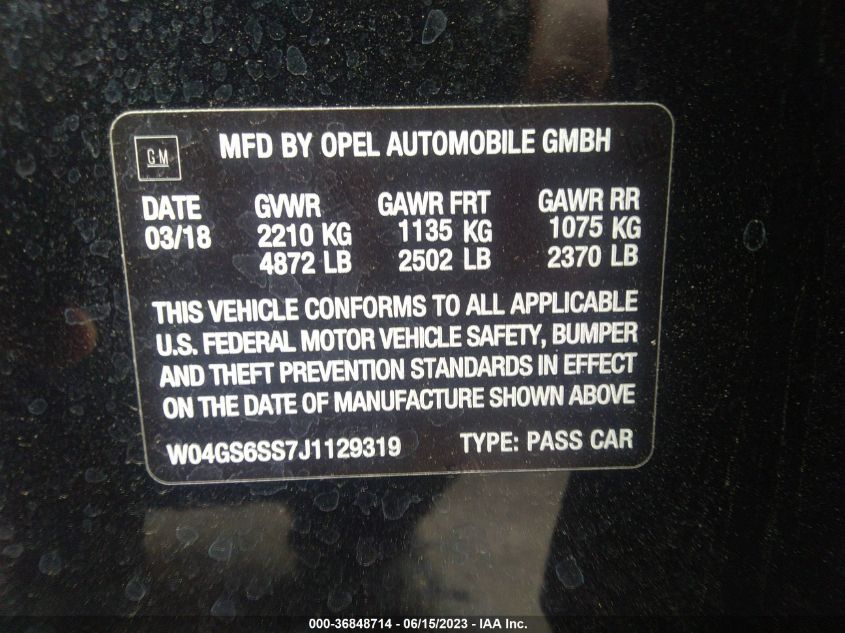 GM
MFD BY OPEL AUTOMOBILE GMBH
DATE GVWR GAWR FRT GAWR RR
03/18 2210 KG 1135 KG 1075 KG
4872 LB 2502 LB 2370 LB
THIS VEHICLE CONFORMS TO ALL APPLICABLE
U.S. FEDERAL MOTOR VEHICLE SAFETY, BUMPER
AND THEFT PREVENTION STANDARDS IN EFFECT
ON THE DATE OF MANUFACTURE SHOWN ABOVE
W04GS6SS7J1129319 TYPE: PASS CAR
000-36848714 - 06/15/2023 - IAA Inc.